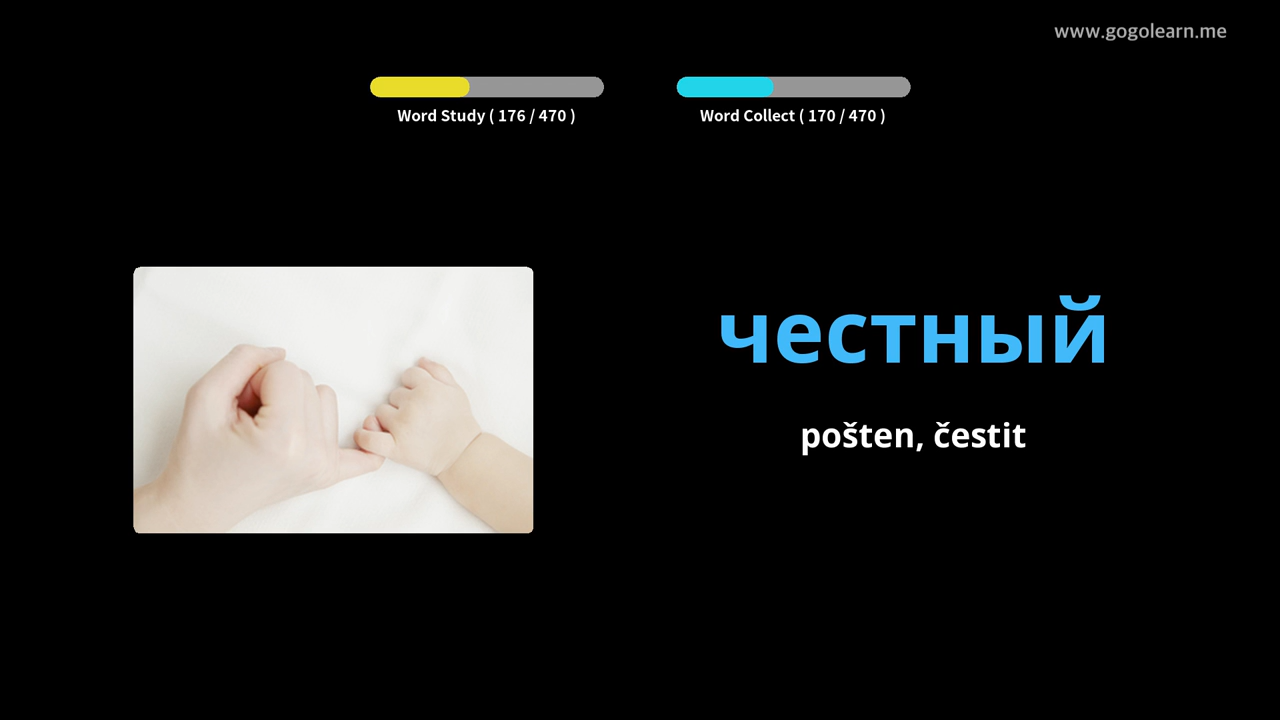 www.gogolearn.me
Word Study ( 176 / 470 )
Word Collect ( 170 / 470 )
честный
pošten, čestit